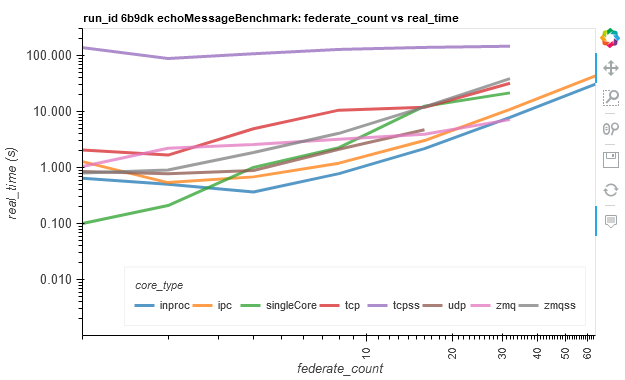 run_id 6b9dk echoMessageBenchmark: federate_count vs real_time
100.000
10.000
1.000
0.100
0.010
real_time (s)
core_type
inproc ipc singleCore tcp tcpss udp zmq zmqss
10 20 30 40 50 60
federate_count